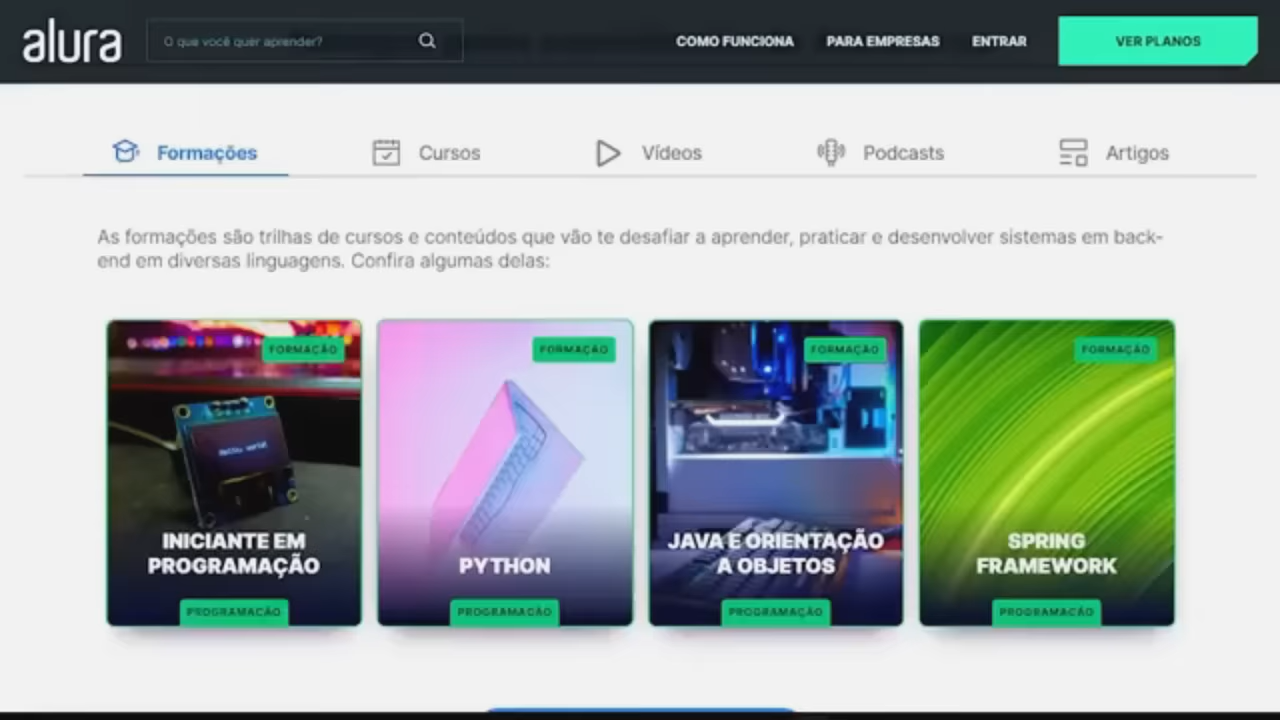 alura
O que você quer aprender?
COMO FUNCIONA
PARA EMPRESAS
ENTRAR
VER PLANOS
Formações
Cursos
Vídeos
Podcasts
Artigos
As formações são trilhas de cursos e conteúdos que vão te desafiar a aprender, praticar e desenvolver sistemas em back-
end em diversas linguagens. Confira algumas delas:
FORMAÇÃO
INICIANTE EM
PROGRAMAÇÃO
PROGRAMAÇÃO
FORMAÇÃO
PYTHON
PROGRAMAÇÃO
FORMAÇÃO
JAVA E ORIENTAÇÃO
A OBJETOS
PROGRAMAÇÃO
FORMAÇÃO
SPRING
FRAMEWORK
PROGRAMAÇÃO